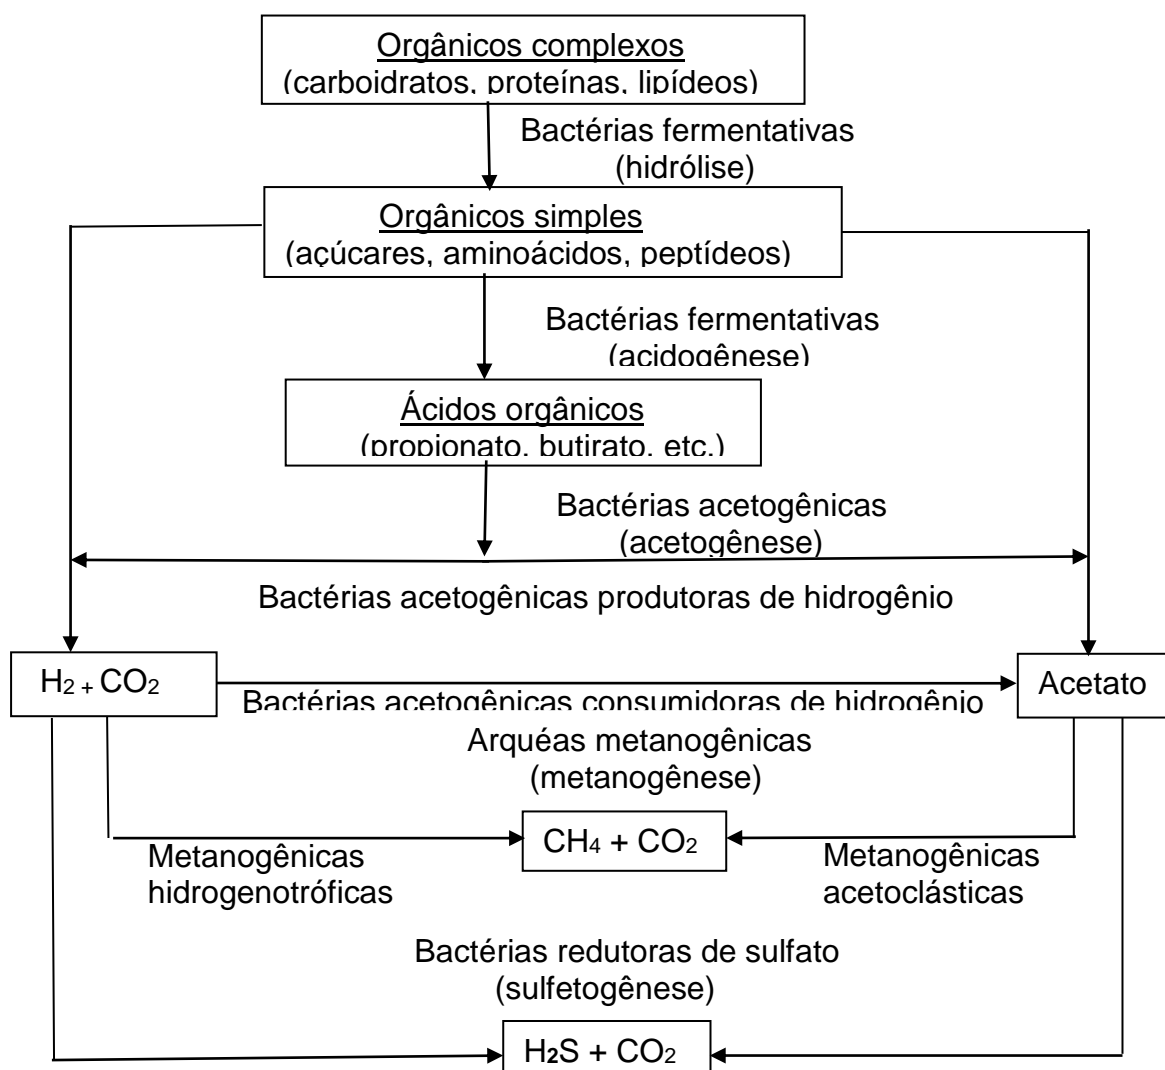 Orgânicos complexos
(carboidratos, proteínas, lipídeos)
Bactérias fermentativas
(hidrólise)
Orgânicos simples
(açúcares, aminoácidos, peptídeos)
Bactérias fermentativas
(acidogênese)
Ácidos orgânicos
(propionato, butirato, etc.)
Bactérias acetogênicas
(acetogênese)
Bactérias acetogênicas produtoras de hidrogênio
H₂ + CO₂
Acetato
Bactérias acetogênicas consumidoras de hidrogênio
Arquéas metanogênicas
(metanogênese)
CH₄ + CO₂
Metanogênicas
hidrogenotróficas
Metanogênicas
acetoclásticas
Bactérias redutoras de sulfato
(sulfetogênese)
H₂S + CO₂